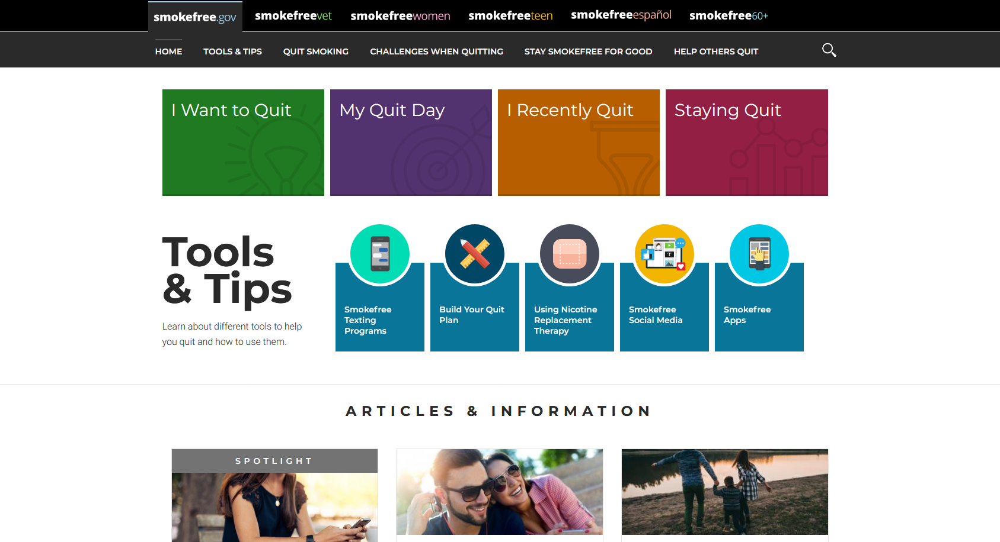 smokefree.gov
smokefreevet
smokefreewomen
smokefreeteen
smokefreeespañol
smokefree60+
HOME
TOOLS & TIPS
QUIT SMOKING
CHALLENGES WHEN QUITTING
STAY SMOKEFREE FOR GOOD
HELP OTHERS QUIT
I Want to Quit
My Quit Day
I Recently Quit
Staying Quit
Tools
& Tips
Learn about different tools to help
you quit and how to use them.
T
Smokefree
Texting
Programs
Build Your Quit
Plan
Using Nicotine
Replacement
Therapy
Smokefree
Social Media
Smokefree
Apps
ARTICLES & INFORMATION
SPOTLIGHT